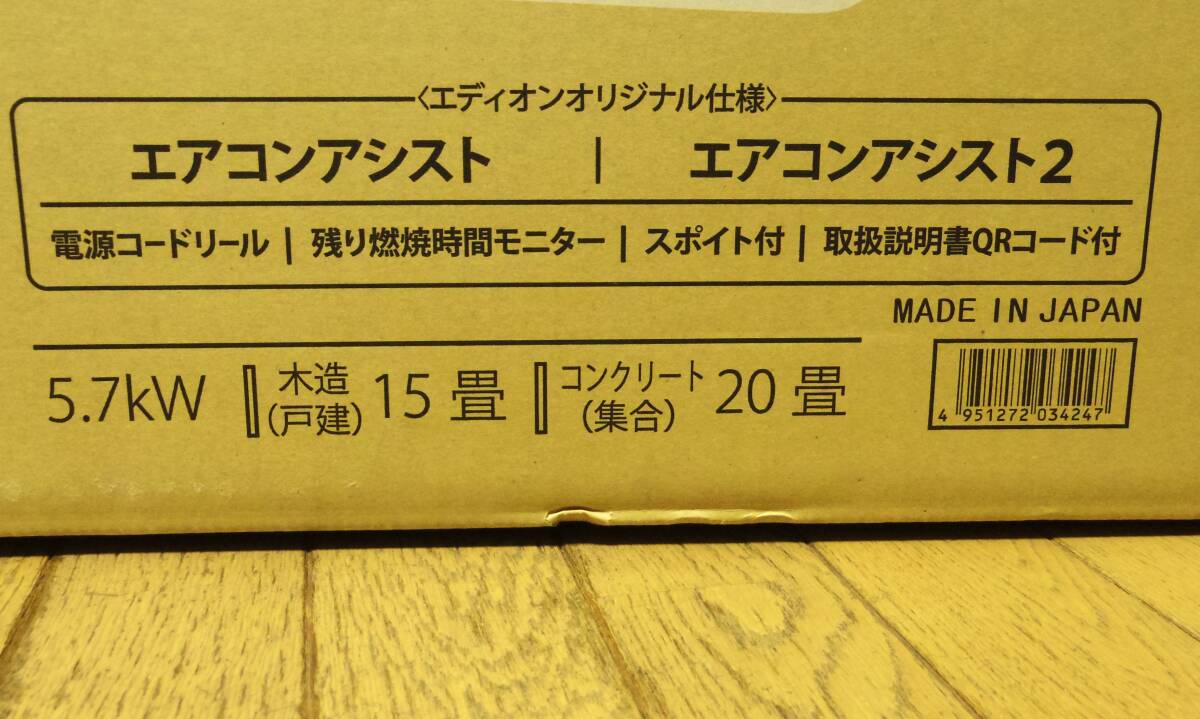 〈エディオンオリジナル仕様〉
エアコンアシスト | エアコンアシスト2
電源コードリール | 残り燃焼時間モニター | スポイト付 | 取扱説明書QRコード付
MADE IN JAPAN
5.7kW 木造(戸建) 15畳 コンクリート(集合) 20畳
4 951272 034247